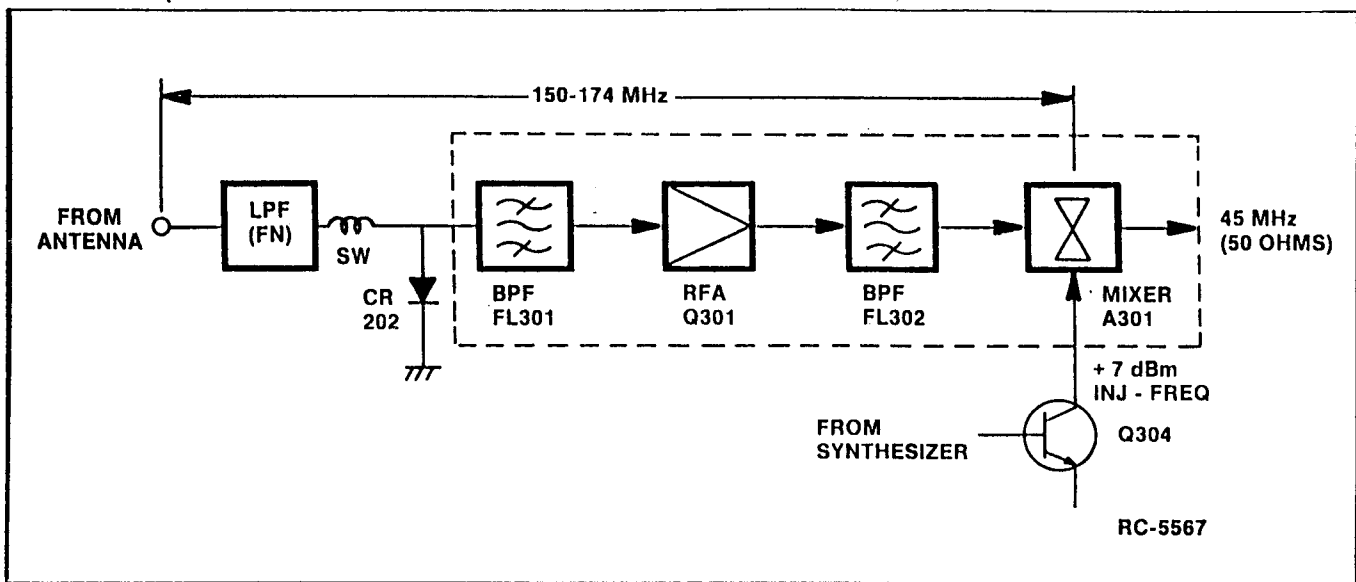 150-174 MHz
FROM
ANTENNA
LPF
(FN)
SW
CR
202
BPF
FL301
RFA
Q301
BPF
FL302
MIXER
A301
45 MHz
(50 OHMS)
+ 7 dBm
INJ - FREQ
FROM
SYNTHESIZER
Q304
RC-5567